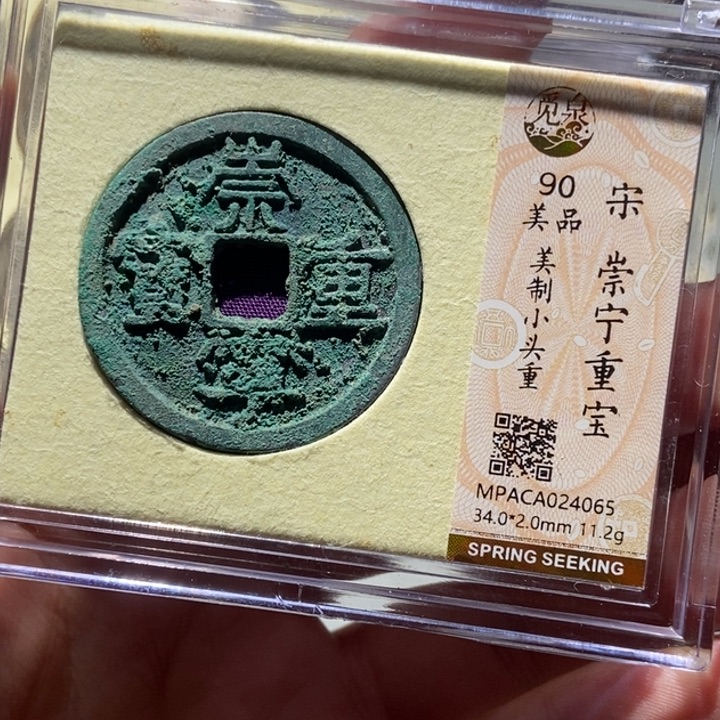 崇
寧
重
寶
觅泉
90
美品
美制小头重
宋
崇宁重宝
MPACA024065
34.0*2.0mm 11.2g
SPRING SEEKING